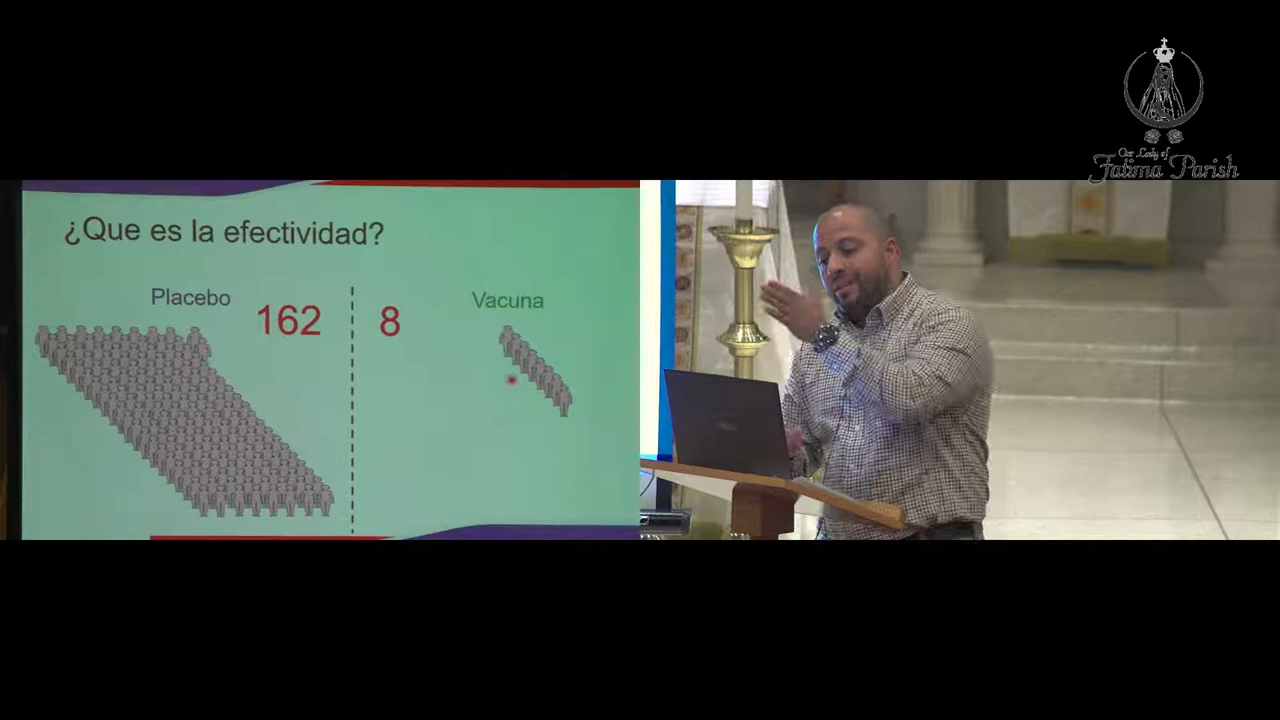 Our Lady of
Fatima Parish
¿Que es la efectividad?
Placebo
162
8
Vacuna